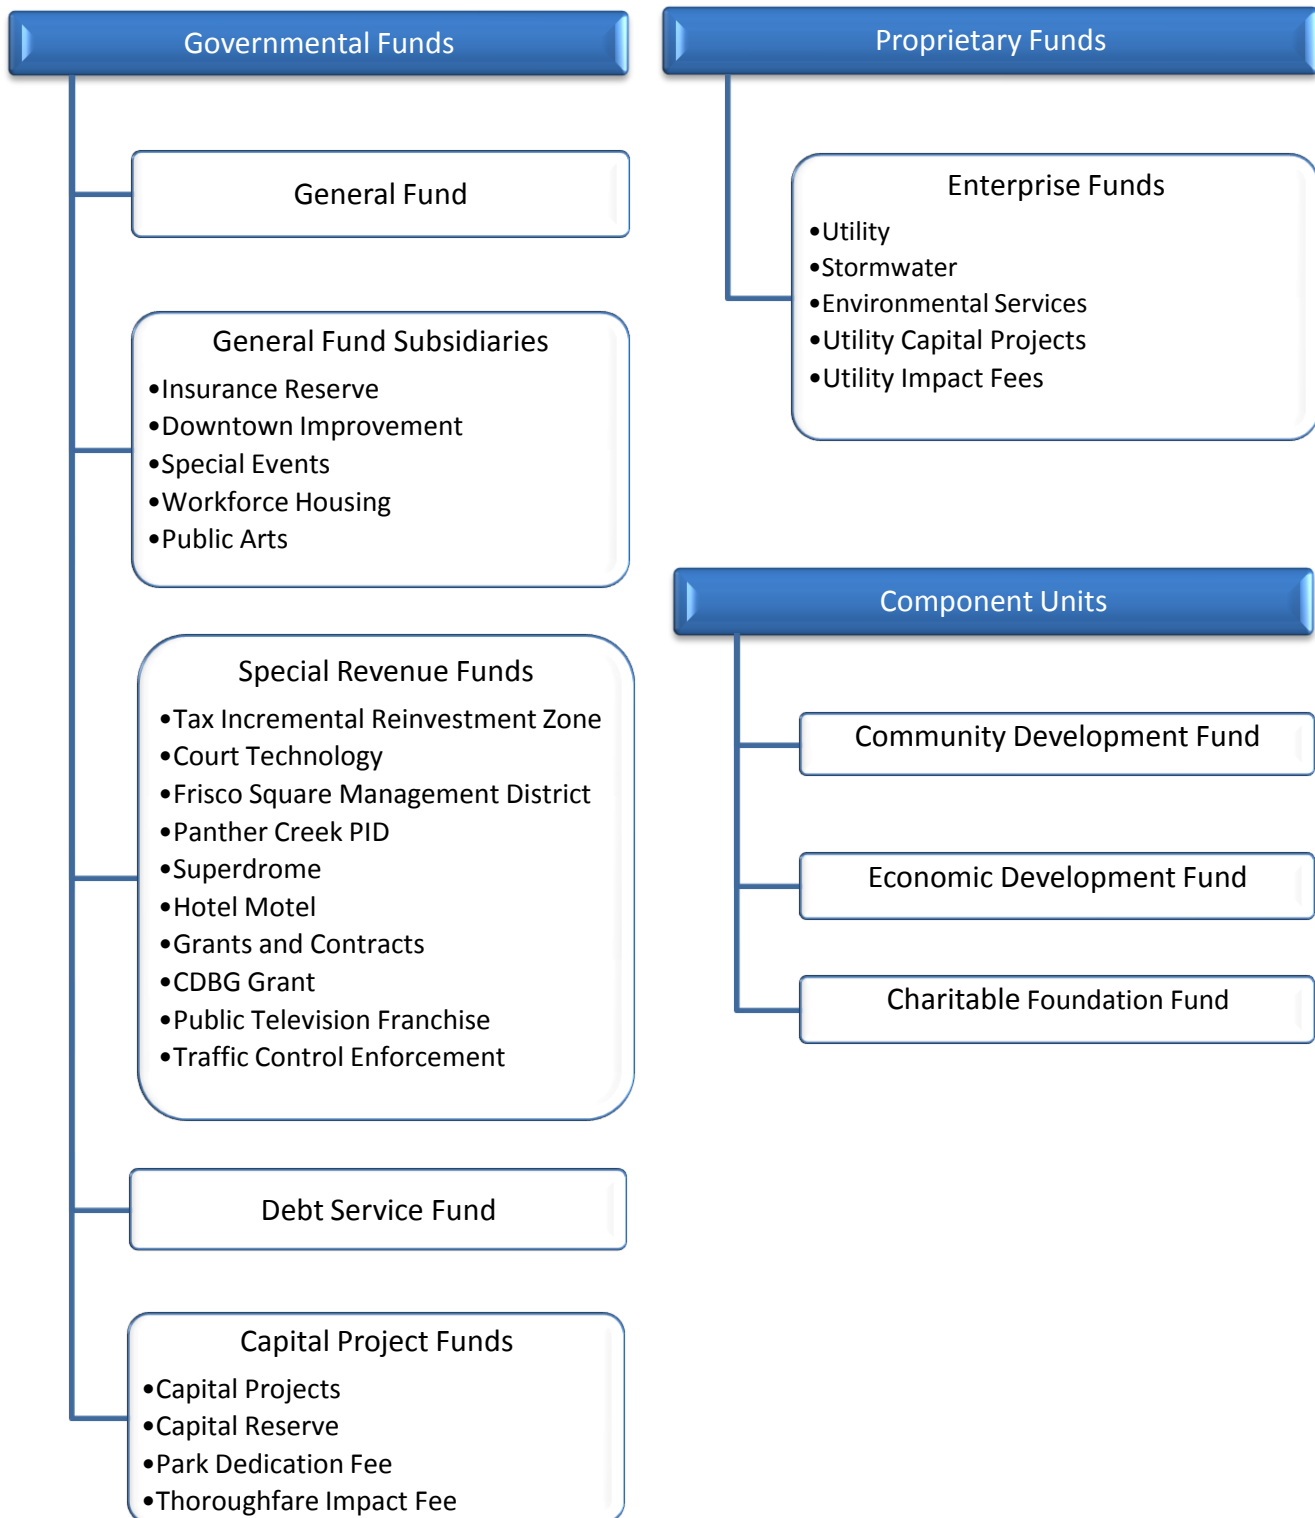 Governmental Funds
General Fund
General Fund Subsidiaries
•Insurance Reserve
•Downtown Improvement
•Special Events
•Workforce Housing
•Public Arts
Special Revenue Funds
•Tax Incremental Reinvestment Zone
•Court Technology
•Frisco Square Management District
•Panther Creek PID
•Superdrome
•Hotel Motel
•Grants and Contracts
•CDBG Grant
•Public Television Franchise
•Traffic Control Enforcement
Debt Service Fund
Capital Project Funds
•Capital Projects
•Capital Reserve
•Park Dedication Fee
•Thoroughfare Impact Fee
Proprietary Funds
Enterprise Funds
•Utility
•Stormwater
•Environmental Services
•Utility Capital Projects
•Utility Impact Fees
Component Units
Community Development Fund
Economic Development Fund
Charitable Foundation Fund